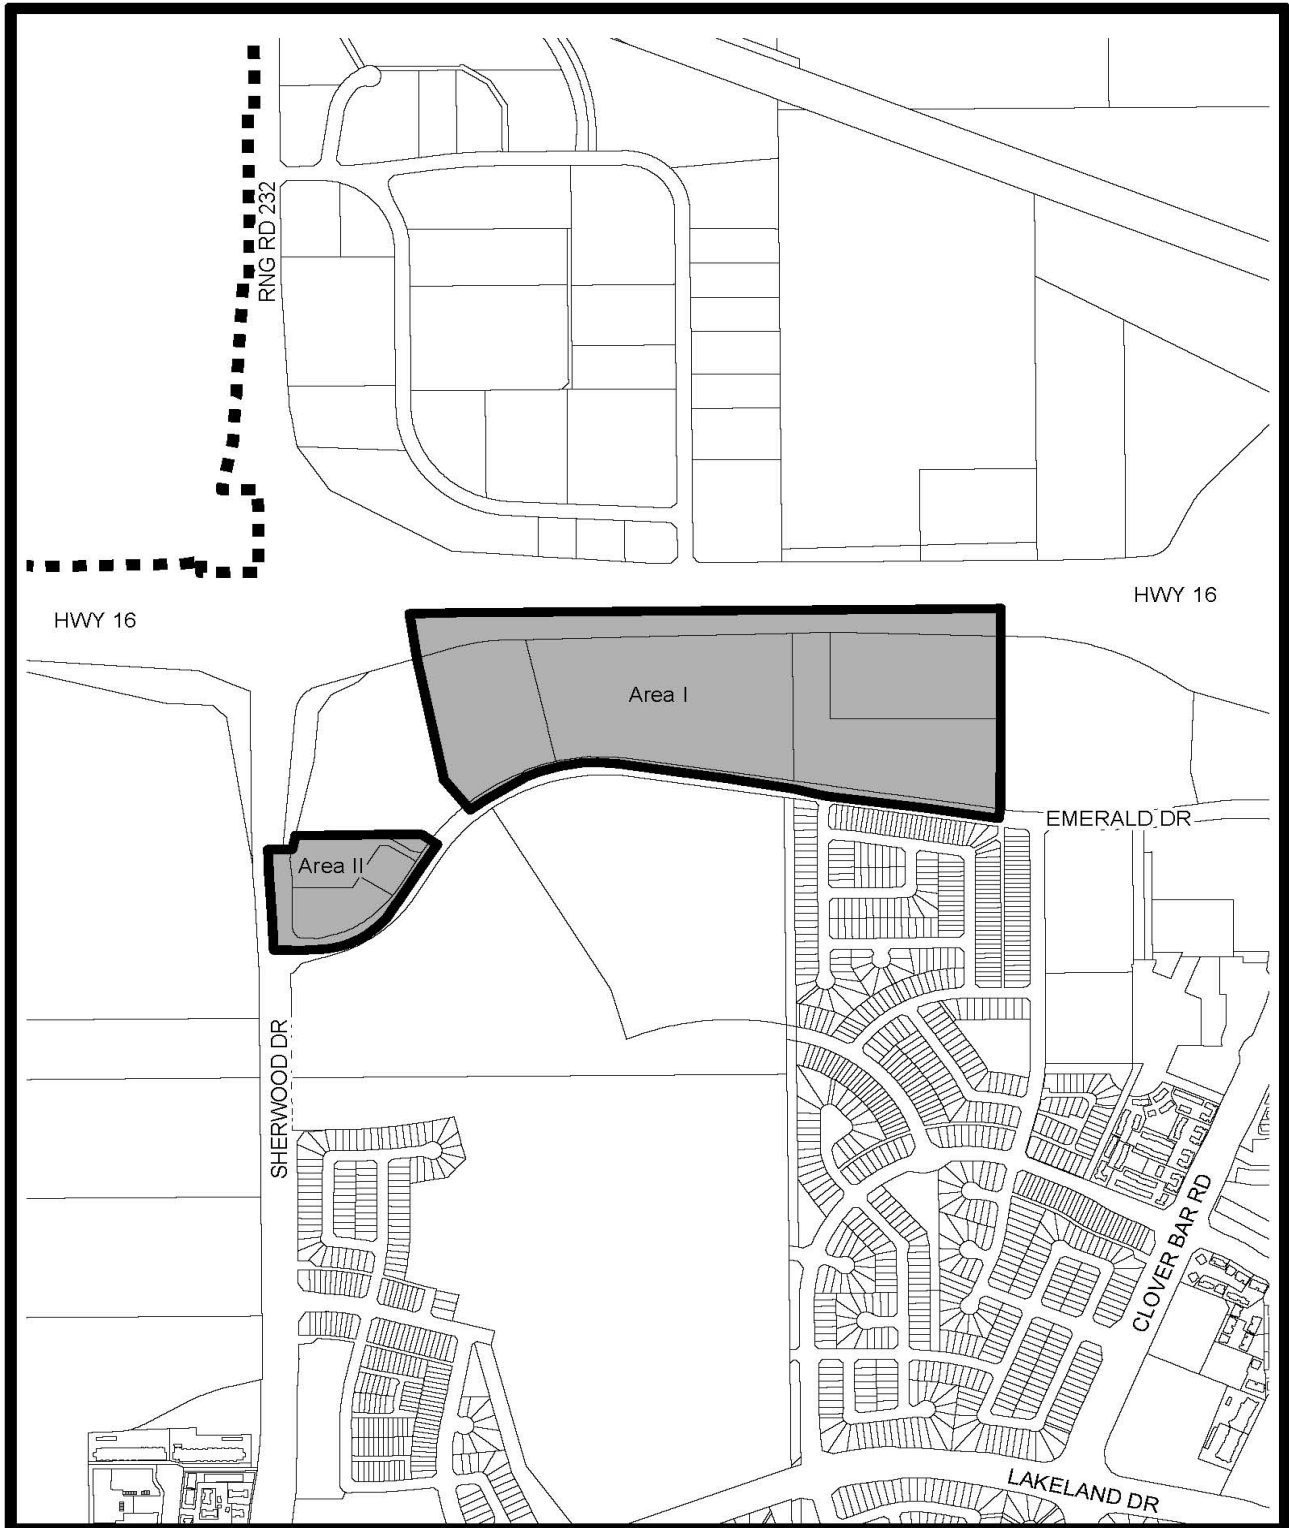 RNG RD 232
HWY 16
HWY 16
Area I
EMERALD DR
Area II
SHERWOOD DR
CLOVER BAR RD
LAKELAND DR